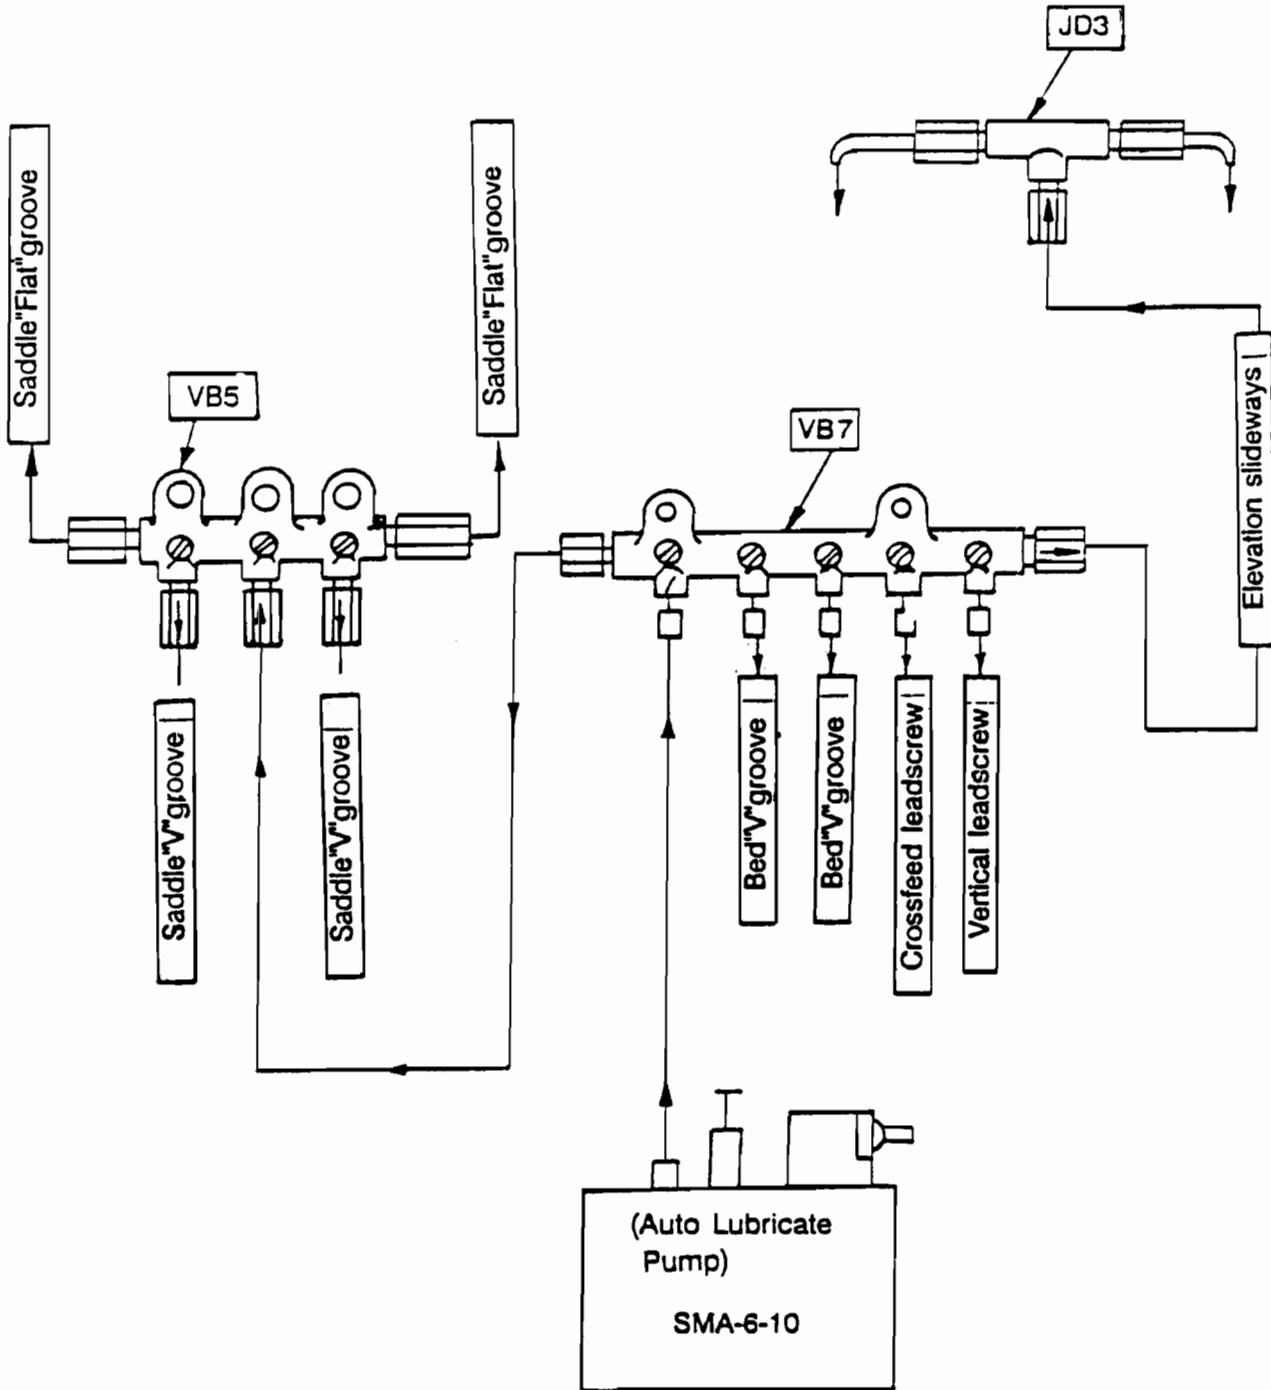 JD3
Saddle"Flat"groove
Saddle"Flat"groove
VB5
VB7
Elevation slideways
Saddle"V"groove
Saddle"V"groove
Bed"V"groove
Bed"V"groove
Crossfeed leadscrew
Vertical leadscrew
(Auto Lubricate
Pump)
SMA-6-10